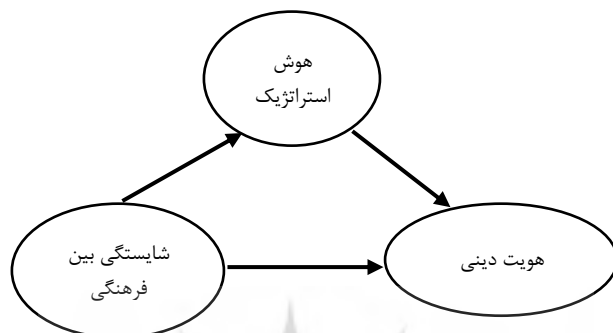 هوش
استراتژیک
شایستگی بین
فرهنگی
هویت دینی